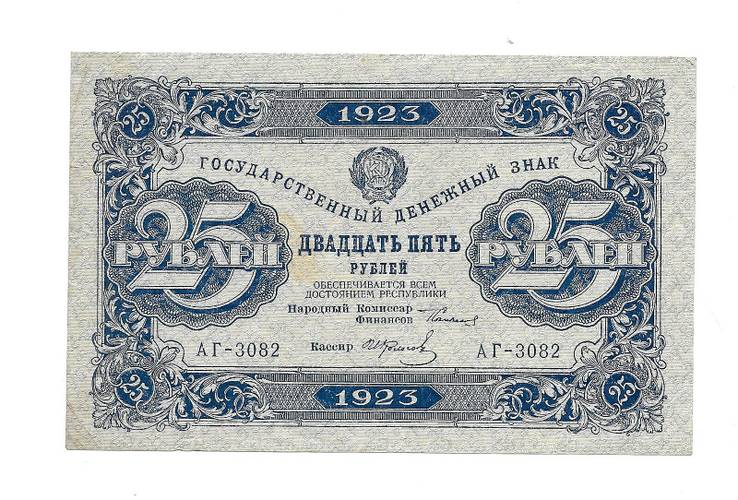 1923
25
25
ГОСУДАРСТВЕННЫЙ ДЕНЕЖНЫЙ ЗНАК
25
РУБЛЕЙ
25
РУБЛЕЙ
ДВАДЦАТЬ ПЯТЬ
РУБЛЕЙ
ОБЕСПЕЧИВАЕТСЯ ВСЕМ
ДОСТОЯНИЕМ РЕСПУБЛИКИ
Народный Комиссар
Финансов
АГ-3082
Кассир
АГ-3082
25
25
1923